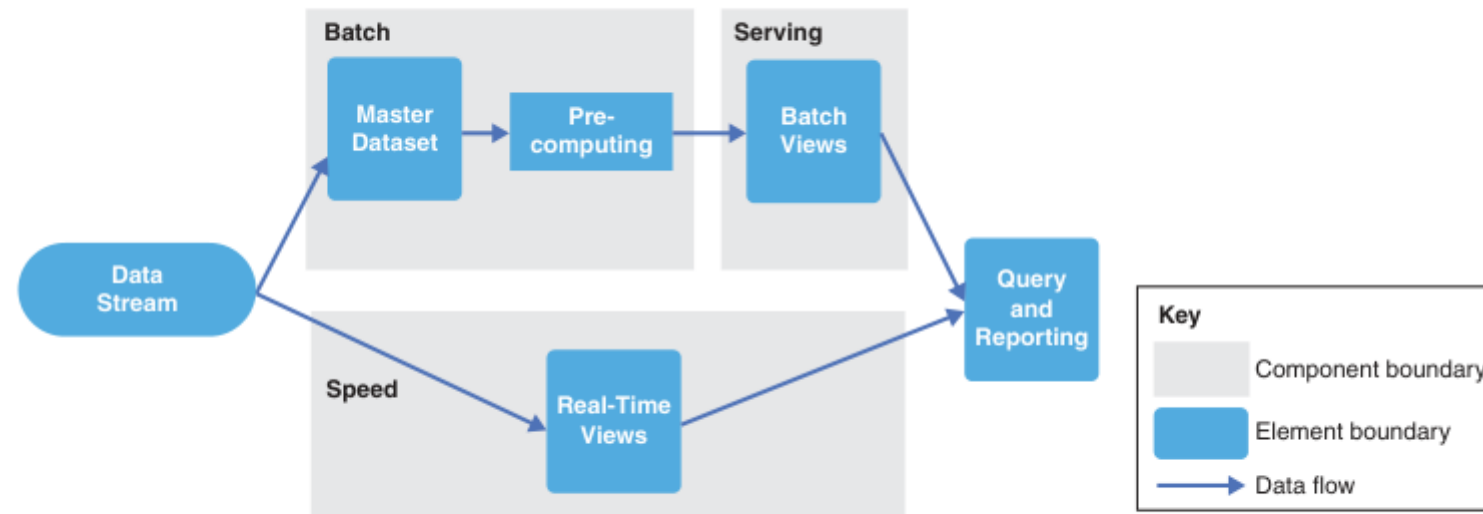 Batch
Master
Dataset
Pre-
computing
Serving
Batch
Views
Data
Stream
Speed
Real-Time
Views
Query
and
Reporting
Key
Component boundary
Element boundary
Data flow